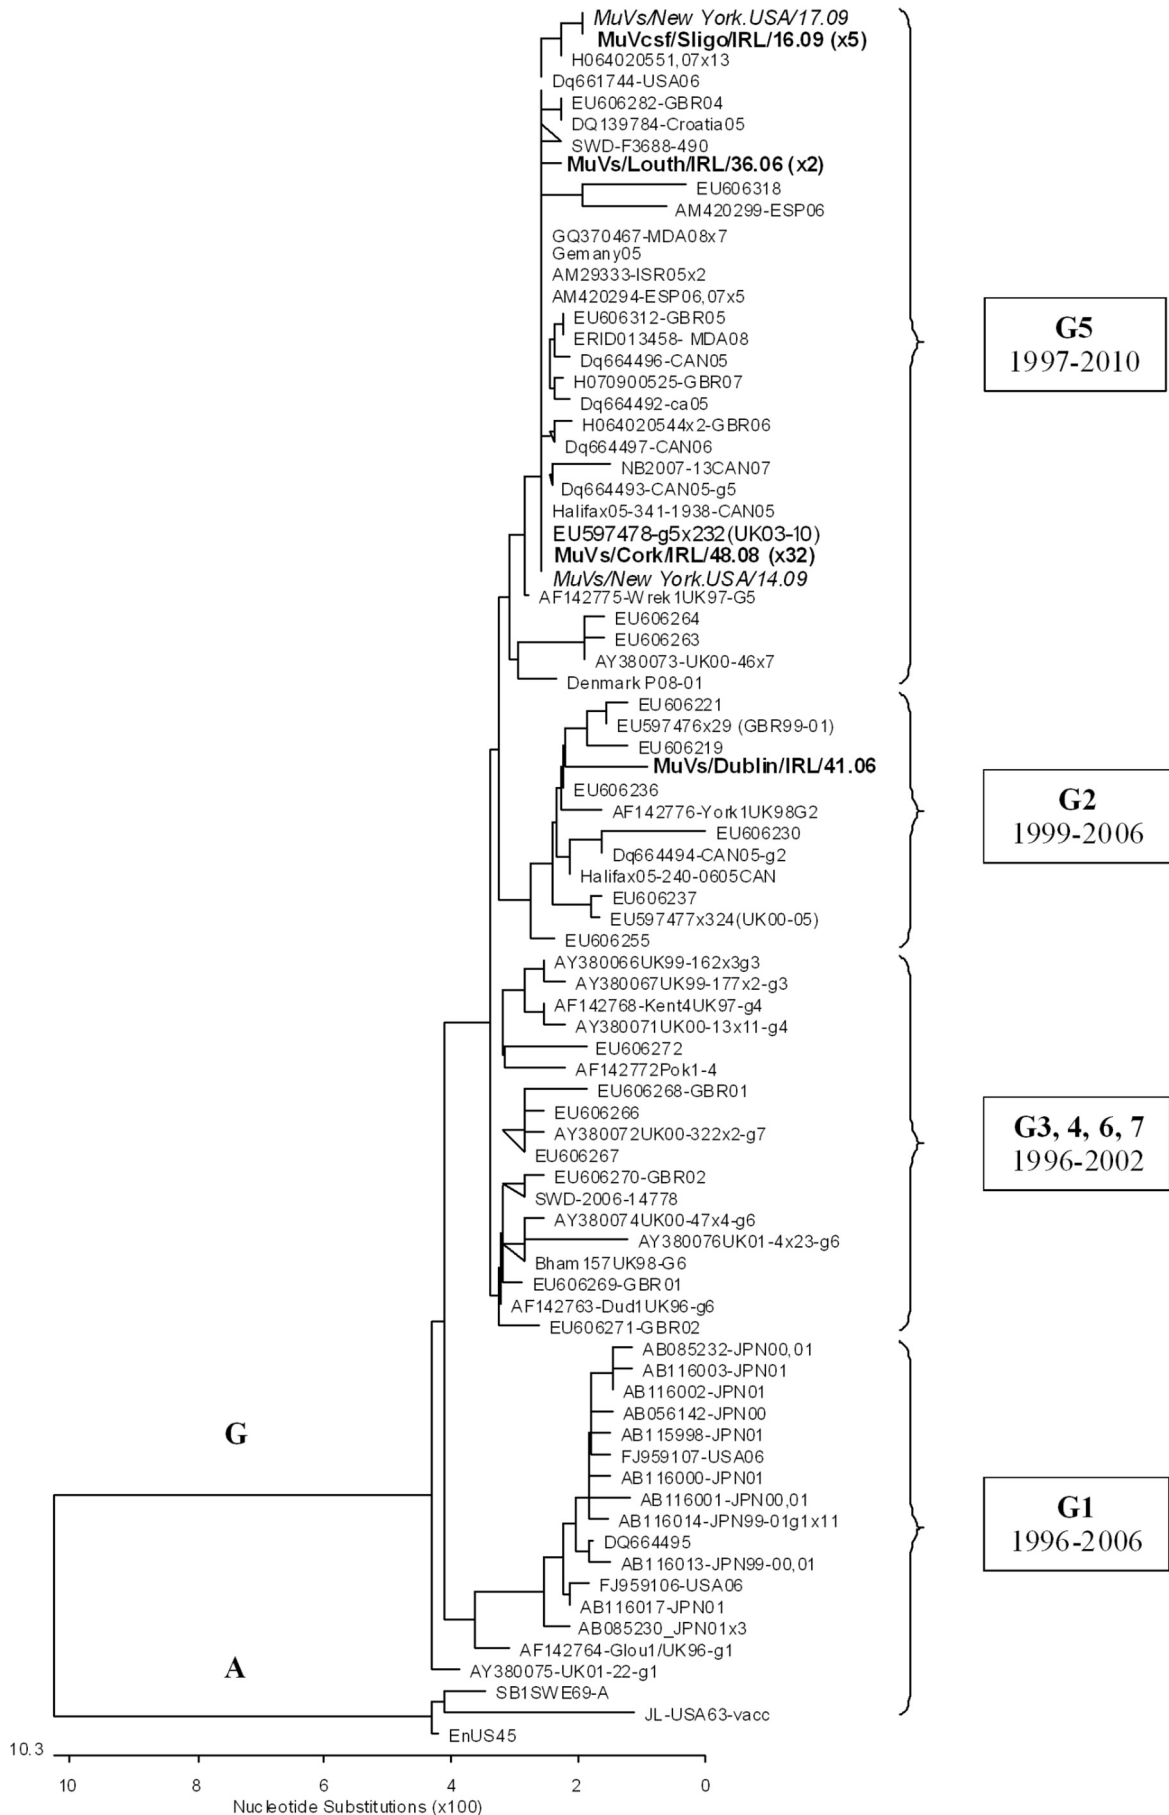 MuVs/New York.USA/17.09
MuVcsf/Sligo/IRL/16.09 (x5)
H064020551,07x13
Dq661744-USA06
EU606282-GBR04
DQ139784-Croatia05
SWD-F3688-490
MuVs/Louth/IRL/36.06 (x2)
EU606318
AM420299-ESP06
GQ370467-MDA08x7
Gemany05
AM29333-ISR05x2
AM420294-ESP06,07x5
EU606312-GBR05
ERID013458- MDA08
Dq664496-CAN05
H070900525-GBR07
Dq664492-ca05
H064020544x2-GBR06
Dq664497-CAN06
NB2007-13CAN07
Dq664493-CAN05-g5
Halifax05-341-1938-CAN05
EU597478-g5x232(UK03-10)
MuVs/Cork/IRL/48.08 (x32)
MuVs/New York.USA/14.09
AF142775-Wrek1UK97-G5
EU606264
EU606263
AY380073-UK00-46x7
Denmark P08-01
G5
1997-2010
EU606221
EU597476x29 (GBR99-01)
EU606219
MuVs/Dublin/IRL/41.06
EU606236
AF142776-York1UK98G2
EU606230
Dq664494-CAN05-g2
Halifax05-240-0605CAN
EU606237
EU597477x324(UK00-05)
EU606255
G2
1999-2006
AY380066UK99-162x3g3
AY380067UK99-177x2-g3
AF142768-Kent4UK97-g4
AY380071UK00-13x11-g4
EU606272
AF142772Pok1-4
EU606268-GBR01
EU606266
AY380072UK00-322x2-g7
EU606267
EU606270-GBR02
SWD-2006-14778
AY380074UK00-47x4-g6
AY380076UK01-4x23-g6
Bham157UK98-G6
EU606269-GBR01
AF142763-Dud1UK96-g6
EU606271-GBR02
G3, 4, 6, 7
1996-2002
AB085232-JPN00,01
AB116003-JPN01
AB116002-JPN01
AB056142-JPN00
AB115998-JPN01
FJ959107-USA06
AB116000-JPN01
AB116001-JPN00,01
AB116014-JPN99-01g1x11
DQ664495
AB116013-JPN99-00,01
FJ959106-USA06
AB116017-JPN01
AB085230_JPN01x3
AF142764-Glou1/UK96-g1
AY380075-UK01-22-g1
G1
1996-2006
G
A
SB1SWE69-A
JL-USA63-vacc
EnUS45
10.3
10 8 6 4 2 0
Nucleotide Substitutions (x100)